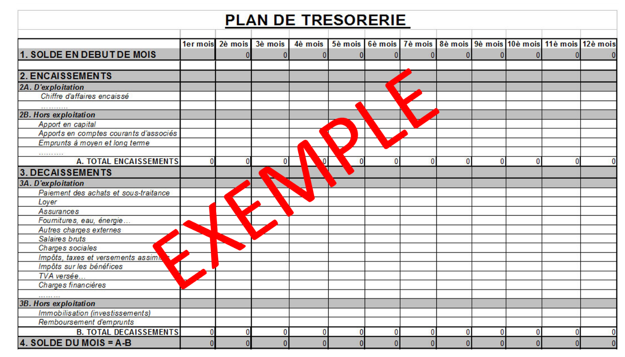 PLAN DE TRESORERIE
1er mois 2è mois 3è mois 4è mois 5è mois 6è mois 7è mois 8è mois 9è mois 10è mois 11è mois 12è mois
1. SOLDE EN DEBUT DE MOIS 0 0 0 0 0 0 0 0 0 0 0
2. ENCAISSEMENTS
2A. D'exploitation
Chiffre d'affaires encaissé
...........
2B. Hors exploitation
Apport en capital
Apports en comptes courants d'associés
Emprunts à moyen et long terme
..........
A. TOTAL ENCAISSEMENTS 0 0 0 0 0 0 0 0 0 0 0 0
3. DECAISSEMENTS
3A. D'exploitation
Paiement des achats et sous-traitance
Loyer
Assurances
Fournitures, eau, énergie...
Autres charges externes
Salaires bruts
Charges sociales
Impôts, taxes et versements
Impôts sur les bénéfices
TVA versée...
Charges financières
.........
3B. Hors exploitation
Immobilisation (investissements)
Remboursement d'emprunts
B. TOTAL DECAISSEMENTS 0 0 0 0 0 0 0 0 0 0 0 0
4. SOLDE DU MOIS = A-B 0 0 0 0 0 0 0 0 0 0 0 0
EXEMPLE